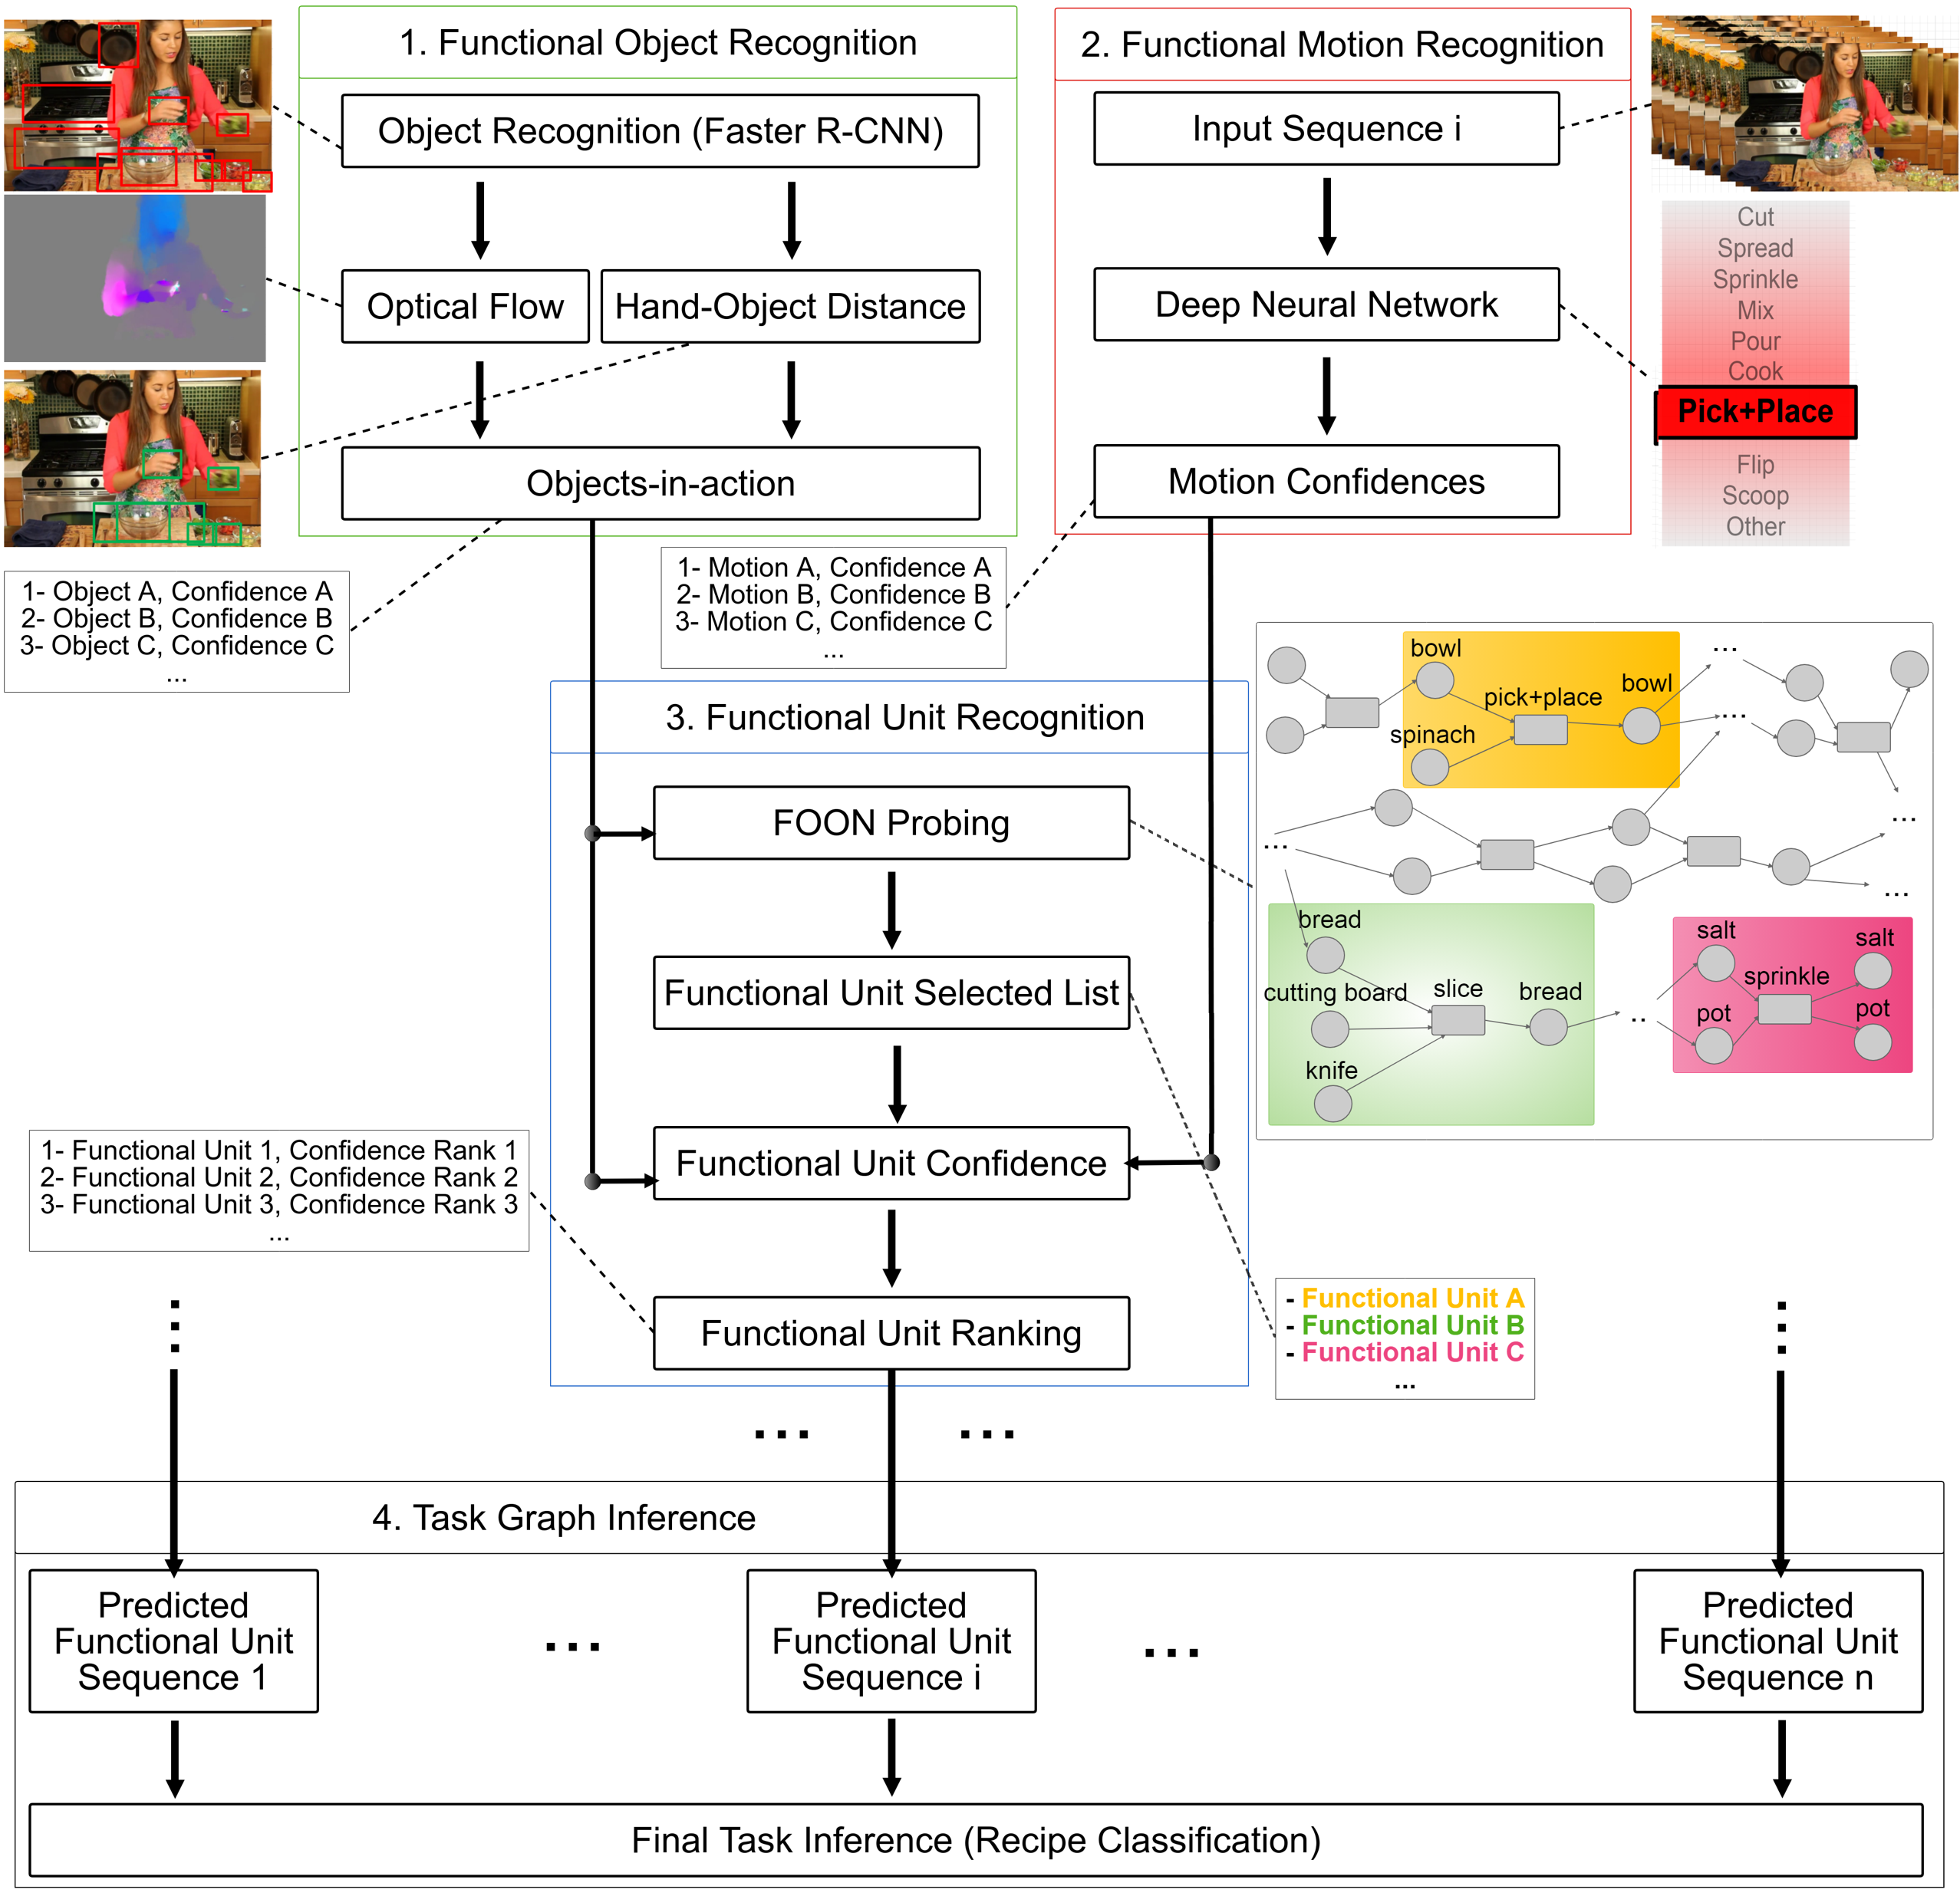 1. Functional Object Recognition
Object Recognition (Faster R-CNN)
Optical Flow
Hand-Object Distance
Objects-in-action
1- Object A, Confidence A
2- Object B, Confidence B
3- Object C, Confidence C
...
2. Functional Motion Recognition
Input Sequence i
Deep Neural Network
Motion Confidences
Cut
Spread
Sprinkle
Mix
Pour
Cook
Pick+Place
Flip
Scoop
Other
1- Motion A, Confidence A
2- Motion B, Confidence B
3- Motion C, Confidence C
...
3. Functional Unit Recognition
FOON Probing
Functional Unit Selected List
Functional Unit Confidence
Functional Unit Ranking
bowl
pick+place
bowl
spinach
...
...
...
...
...
bread
cutting board
slice
bread
knife
..
salt
salt
sprinkle
pot
pot
1- Functional Unit 1, Confidence Rank 1
2- Functional Unit 2, Confidence Rank 2
3- Functional Unit 3, Confidence Rank 3
...
- Functional Unit A
- Functional Unit B
- Functional Unit C
...
... ...
4. Task Graph Inference
Predicted
Functional Unit
Sequence 1
...
Predicted
Functional Unit
Sequence i
...
Predicted
Functional Unit
Sequence n
Final Task Inference (Recipe Classification)